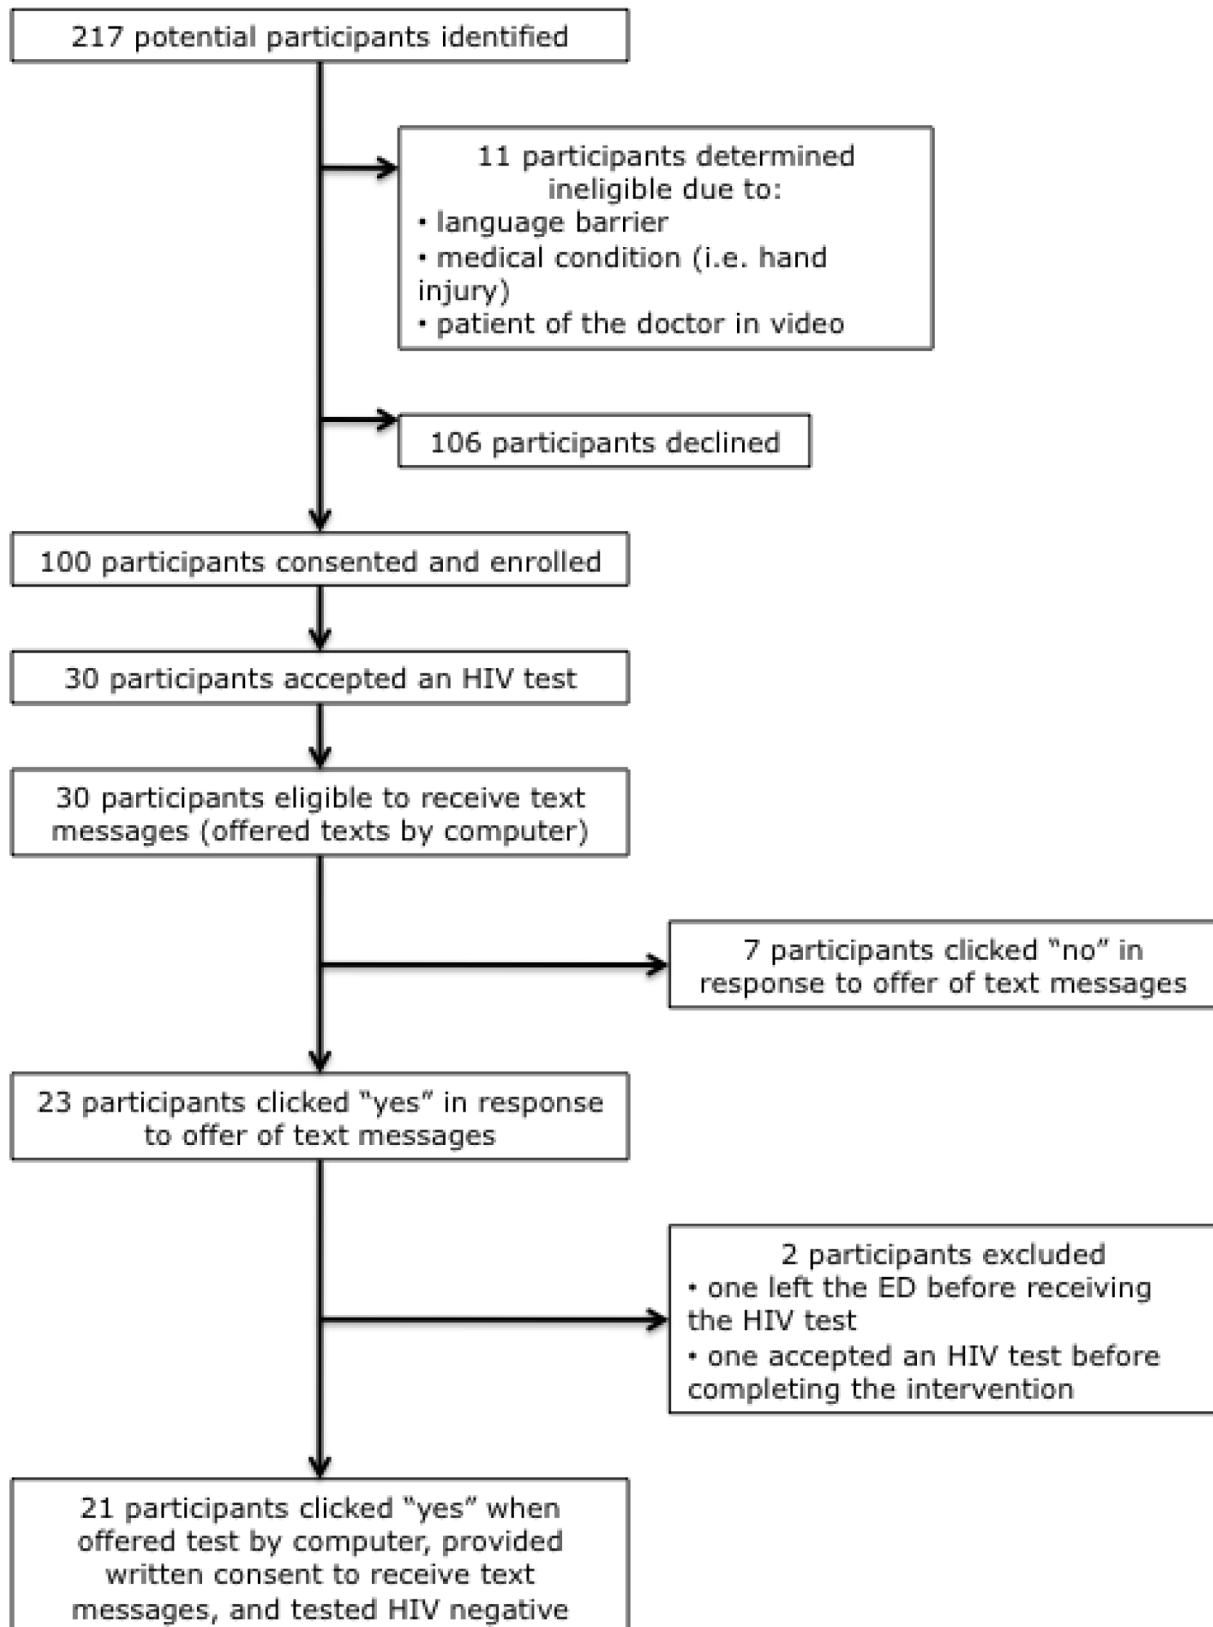 217 potential participants identified
11 participants determined
ineligible due to:
• language barrier
• medical condition (i.e. hand
injury)
• patient of the doctor in video
106 participants declined
100 participants consented and enrolled
30 participants accepted an HIV test
30 participants eligible to receive text
messages (offered texts by computer)
7 participants clicked “no” in
response to offer of text messages
23 participants clicked “yes” in response
to offer of text messages
2 participants excluded
• one left the ED before receiving
the HIV test
• one accepted an HIV test before
completing the intervention
21 participants clicked “yes” when
offered test by computer, provided
written consent to receive text
messages, and tested HIV negative